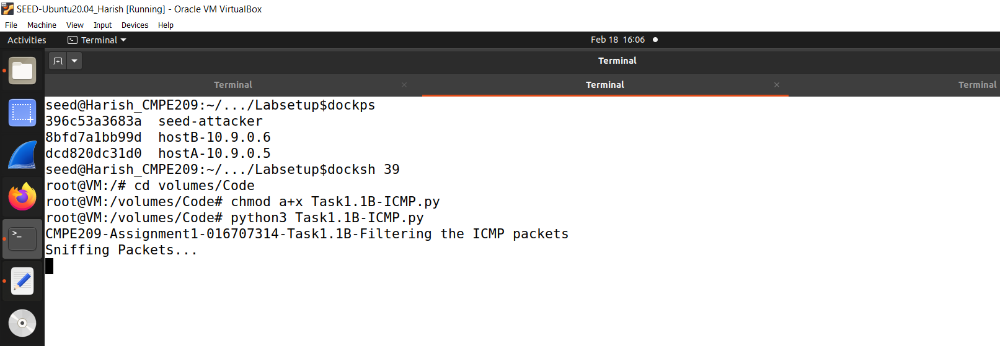 SEED-Ubuntu20.04_Harish [Running] - Oracle VM VirtualBox
File Machine View Input Devices Help
Activities Terminal Feb 18 16:06
Terminal
Terminal × Terminal × Terminal
seed@Harish_CMPE209:~/.../Labsetup$dockps
396c53a3683a  seed-attacker
8bfd7a1bb99d  hostB-10.9.0.6
dcd820dc31d0  hostA-10.9.0.5
seed@Harish_CMPE209:~/.../Labsetup$docksh 39
root@VM:/# cd volumes/Code
root@VM:/volumes/Code# chmod a+x Task1.1B-ICMP.py
root@VM:/volumes/Code# python3 Task1.1B-ICMP.py
CMPE209-Assignment1-016707314-Task1.1B-Filtering the ICMP packets
Sniffing Packets...
>_